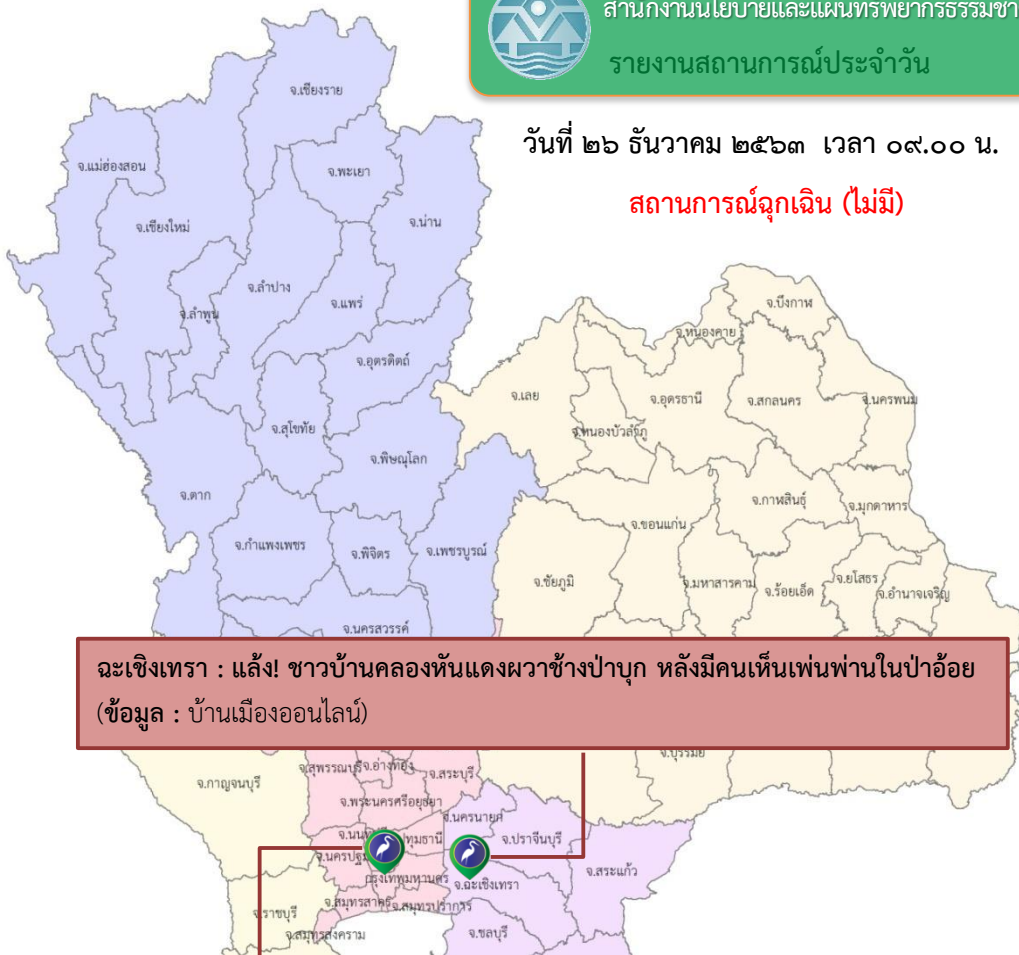 สำนักงานนโยบายและแผนทรัพยากรธรรมชา
รายงานสถานการณ์ประจำวัน
วันที่ ๒๖ ธันวาคม ๒๕๖๓ เวลา ๐๙.๐๐ น.
สถานการณ์ฉุกเฉิน (ไม่มี)
จ.เชียงราย
จ.แม่ฮ่องสอน
จ.พะเยา
จ.เชียงใหม่
จ.น่าน
จ.ลำปาง
จ.แพร่
จ.ลำพูน
จ.บึงกาฬ
จ.หนองคาย
จ.อุตรดิตถ์
จ.เลย
จ.อุดรธานี
จ.สกลนคร
จ.นครพนม
จ.สุโขทัย
จ.หนองบัวลำภู
จ.พิษณุโลก
จ.ตาก
จ.กาฬสินธุ์
จ.มุกดาหาร
จ.ขอนแก่น
จ.กำแพงเพชร
จ.พิจิตร
จ.เพชรบูรณ์
จ.ชัยภูมิ
จ.มหาสารคาม
จ.ร้อยเอ็ด
จ.ยโสธร
จ.อำนาจเจริญ
จ.นครสวรรค์
ฉะเชิงเทรา : แล้ง! ชาวบ้านคลองหันแดงผวาช้างป่าบุก หลังมีคนเห็นเพ่นพ่านในป่าอ้อย
(ข้อมูล : บ้านเมืองออนไลน์)
จ.บุรีรัมย์
จ.กาญจนบุรี
จ.สุพรรณบุรี
จ.อ่างทอง
จ.สระบุรี
จ.พระนครศรีอยุธยา
จ.นครนายก
จ.ปราจีนบุรี
จ.นน
ทุมธานี
จ.นครปฐม
จ.สระแก้ว
กรุงเทพมหานคร
จ.ฉะเชิงเทรา
จ.ราชบุรี
จ.สมุทรสาคร
จ.สมุทรปราการ
จ.สมุทรสงคราม
จ.ชลบุรี